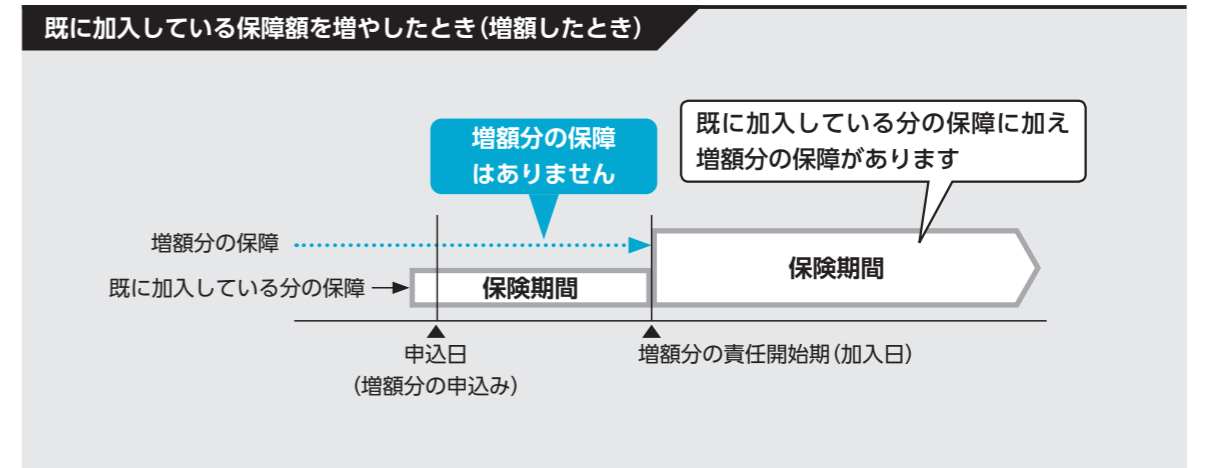 既に加入している保障額を増やしたとき(増額したとき)
増額分の保障
はありません
既に加入している分の保障に加え
増額分の保障があります
増額分の保障
既に加入している分の保障
保険期間
保険期間
申込日
(増額分の申込み)
増額分の責任開始期(加入日)